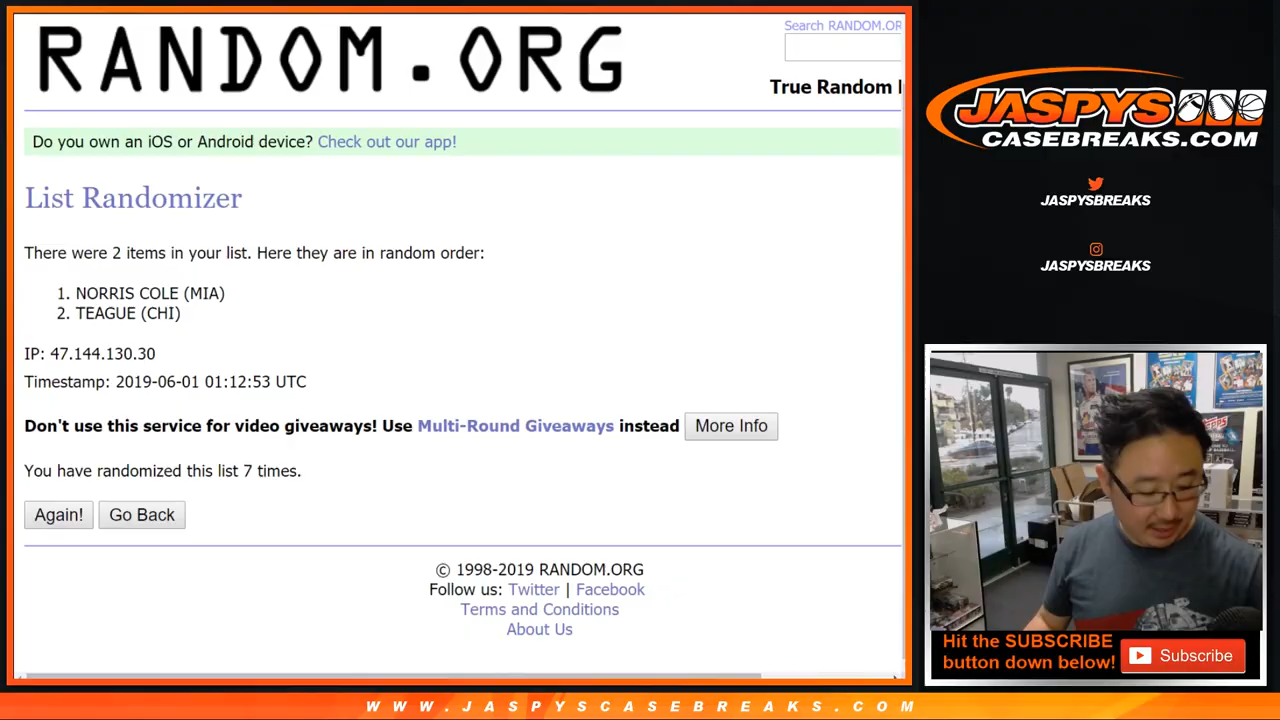 RANDOM.ORG
Search RANDOM.OR
True Random
Do you own an iOS or Android device? Check out our app!
List Randomizer
There were 2 items in your list. Here they are in random order:
1. NORRIS COLE (MIA)
2. TEAGUE (CHI)
IP: 47.144.130.30
Timestamp: 2019-06-01 01:12:53 UTC
Don't use this service for video giveaways! Use Multi-Round Giveaways instead More Info
You have randomized this list 7 times.
Again! Go Back
© 1998-2019 RANDOM.ORG
Follow us: Twitter | Facebook
Terms and Conditions
About Us
JASPYS
CASEBREAKS.COM
JASPYSBREAKS
JASPYSBREAKS
Hit the SUBSCRIBE
button down below!
Subscribe
WWW.JASPYSCASEBREAKS.COM